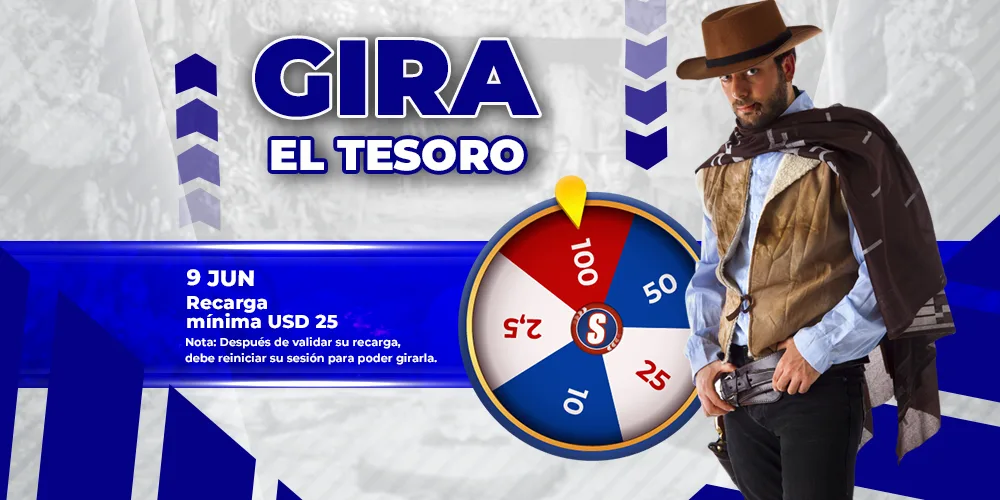 GIRA
EL TESORO
9 JUN
Recarga
mínima USD 25
Nota: Después de validar su recarga,
debe reiniciar su sesión para poder girarla.
100
50
25
10
2,5
S